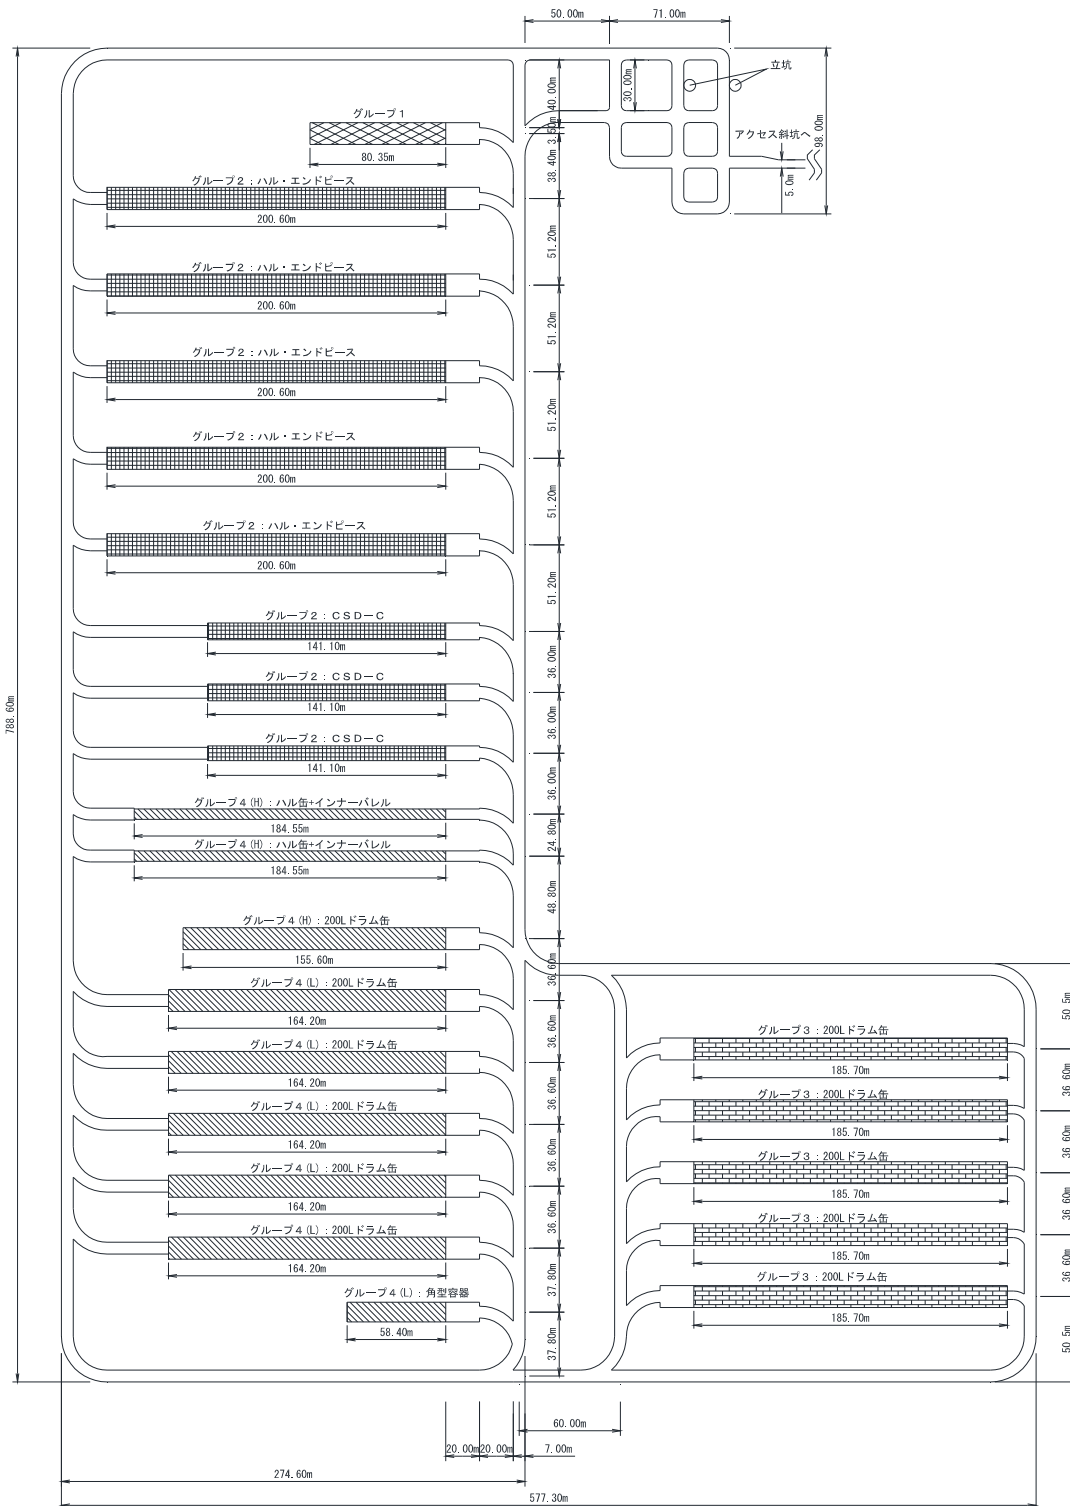 50.00m
71.00m
立坑
40.00m
30.00m
グループ1
3.50m
アクセス斜坑へ
98.00m
80.35m
38.40m
5.0m
グループ2:ハル・エンドピース
200.60m
51.20m
グループ2:ハル・エンドピース
200.60m
51.20m
グループ2:ハル・エンドピース
200.60m
51.20m
グループ2:ハル・エンドピース
200.60m
51.20m
グループ2:ハル・エンドピース
200.60m
51.20m
グループ2:CSD-C
141.10m
36.00m
グループ2:CSD-C
788.60m
141.10m
36.00m
グループ2:CSD-C
141.10m
36.00m
グループ4(H):ハル缶+インナーバレル
184.55m
24.80m
グループ4(H):ハル缶+インナーバレル
184.55m
48.80m
グループ4(H):200Lドラム缶
155.60m
36.60m
グループ4(L):200Lドラム缶
164.20m
36.60m
50.5m
グループ3:200Lドラム缶
185.70m
グループ4(L):200Lドラム缶
164.20m
36.60m
36.60m
グループ3:200Lドラム缶
185.70m
グループ4(L):200Lドラム缶
164.20m
36.60m
36.60m
グループ3:200Lドラム缶
185.70m
グループ4(L):200Lドラム缶
164.20m
36.60m
36.60m
グループ3:200Lドラム缶
185.70m
グループ4(L):200Lドラム缶
164.20m
37.80m
36.60m
グループ3:200Lドラム缶
185.70m
グループ4(L):角型容器
58.40m
37.80m
50.5m
60.00m
20.00m
20.00m
7.00m
274.60m
577.30m